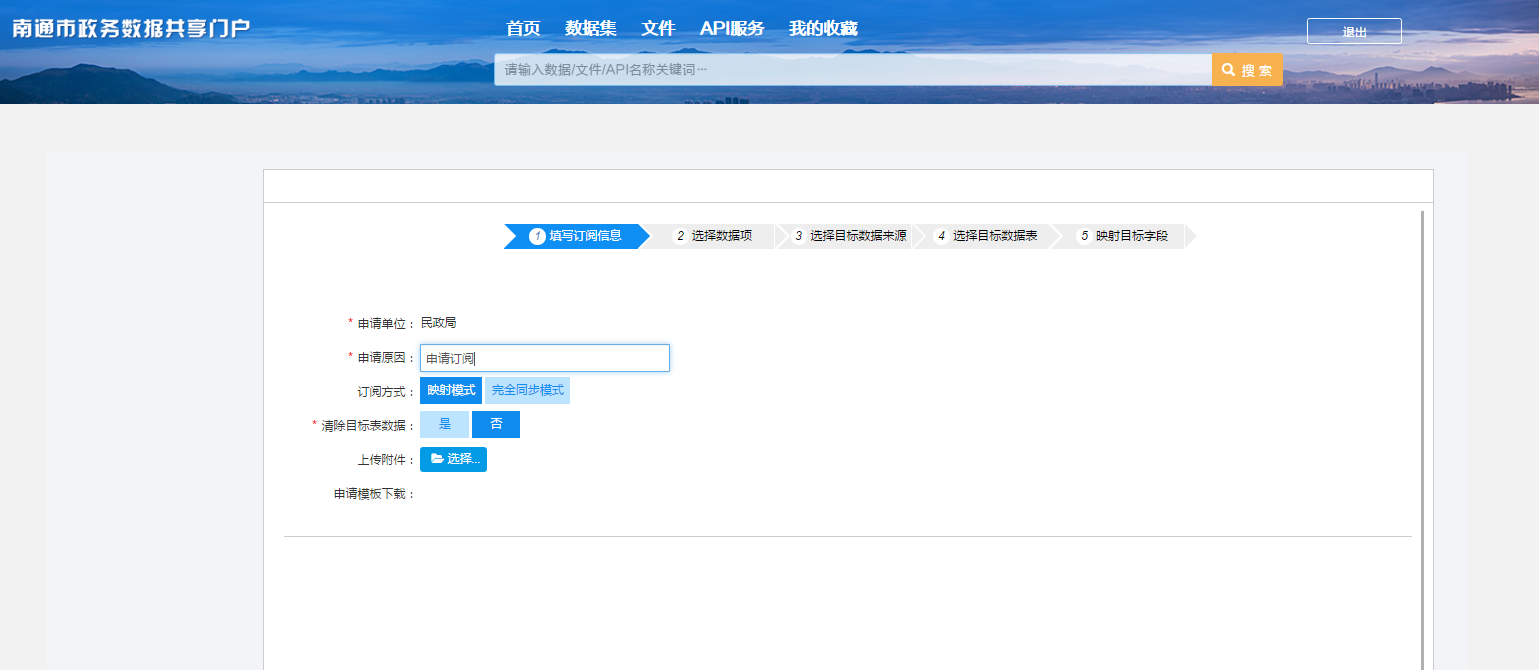 南通市政务数据共享门户
首页 数据集 文件 API服务 我的收藏
退出
请输入数据/文件/API名称关键词…
搜索
1 填写订阅信息 2 选择数据项 3 选择目标数据来源 4 选择目标数据表 5 映射目标字段
* 申请单位： 民政局
* 申请原因： 申请订阅
订阅方式： 映射模式 完全同步模式
* 清除目标表数据： 是 否
上传附件： 选择...
申请模板下载：